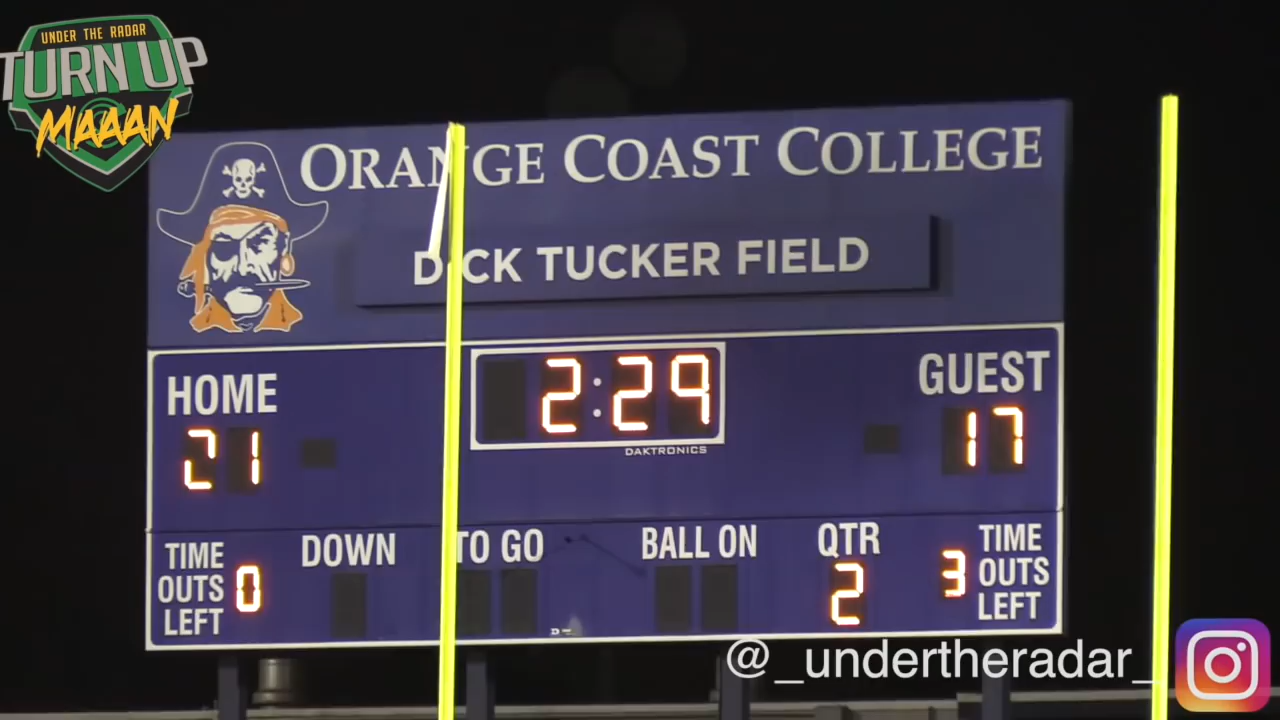 UNDER THE RADAR
TURN UP
MAAAN
ORANGE COAST COLLEGE
DICK TUCKER FIELD
HOME
2:29
GUEST
21
17
DAKTRONICS
TIME OUTS LEFT 0
DOWN
TO GO
BALL ON
QTR
2
3 TIME OUTS LEFT
@_undertheradar_